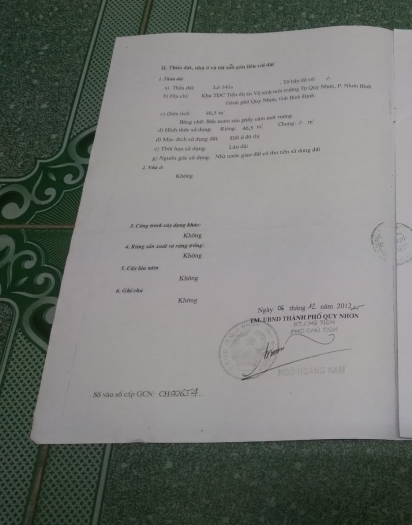 II. Thửa đất, nhà ở và tài sản gắn liền với đất
1. Thửa đất:
a) Thửa đất: Lô 142a , Tờ bản đồ số: -/-
b) Địa chỉ: Khu TĐC Tiểu dự án Vệ sinh môi trường Tp Quy Nhơn, P. Nhơn Bình
thành phố Quy Nhơn, tỉnh Bình Định.
c) Diện tích: 46,5 m²
Bằng chữ: Bốn mươi sáu phẩy năm mét vuông
d) Hình thức sử dụng: Riêng: 46,5 m² Chung: -/- m²
đ) Mục đích sử dụng đất: Đất ở đô thị
e) Thời hạn sử dụng: Lâu dài
g) Nguồn gốc sử dụng: Nhà nước giao đất có thu tiền sử dụng đất
2. Nhà ở:
Không
3. Công trình xây dựng khác:
Không
4. Rừng sản xuất là rừng trồng:
Không
5. Cây lâu năm
Không
6. Ghi chú
Không
Ngày 06 tháng 12 năm 2012
TM. UBND THÀNH PHỐ QUY NHƠN
KT.CHỦ TỊCH
PHÓ CHỦ TỊCH
HOÀNG NAM
Số vào sổ cấp GCN: